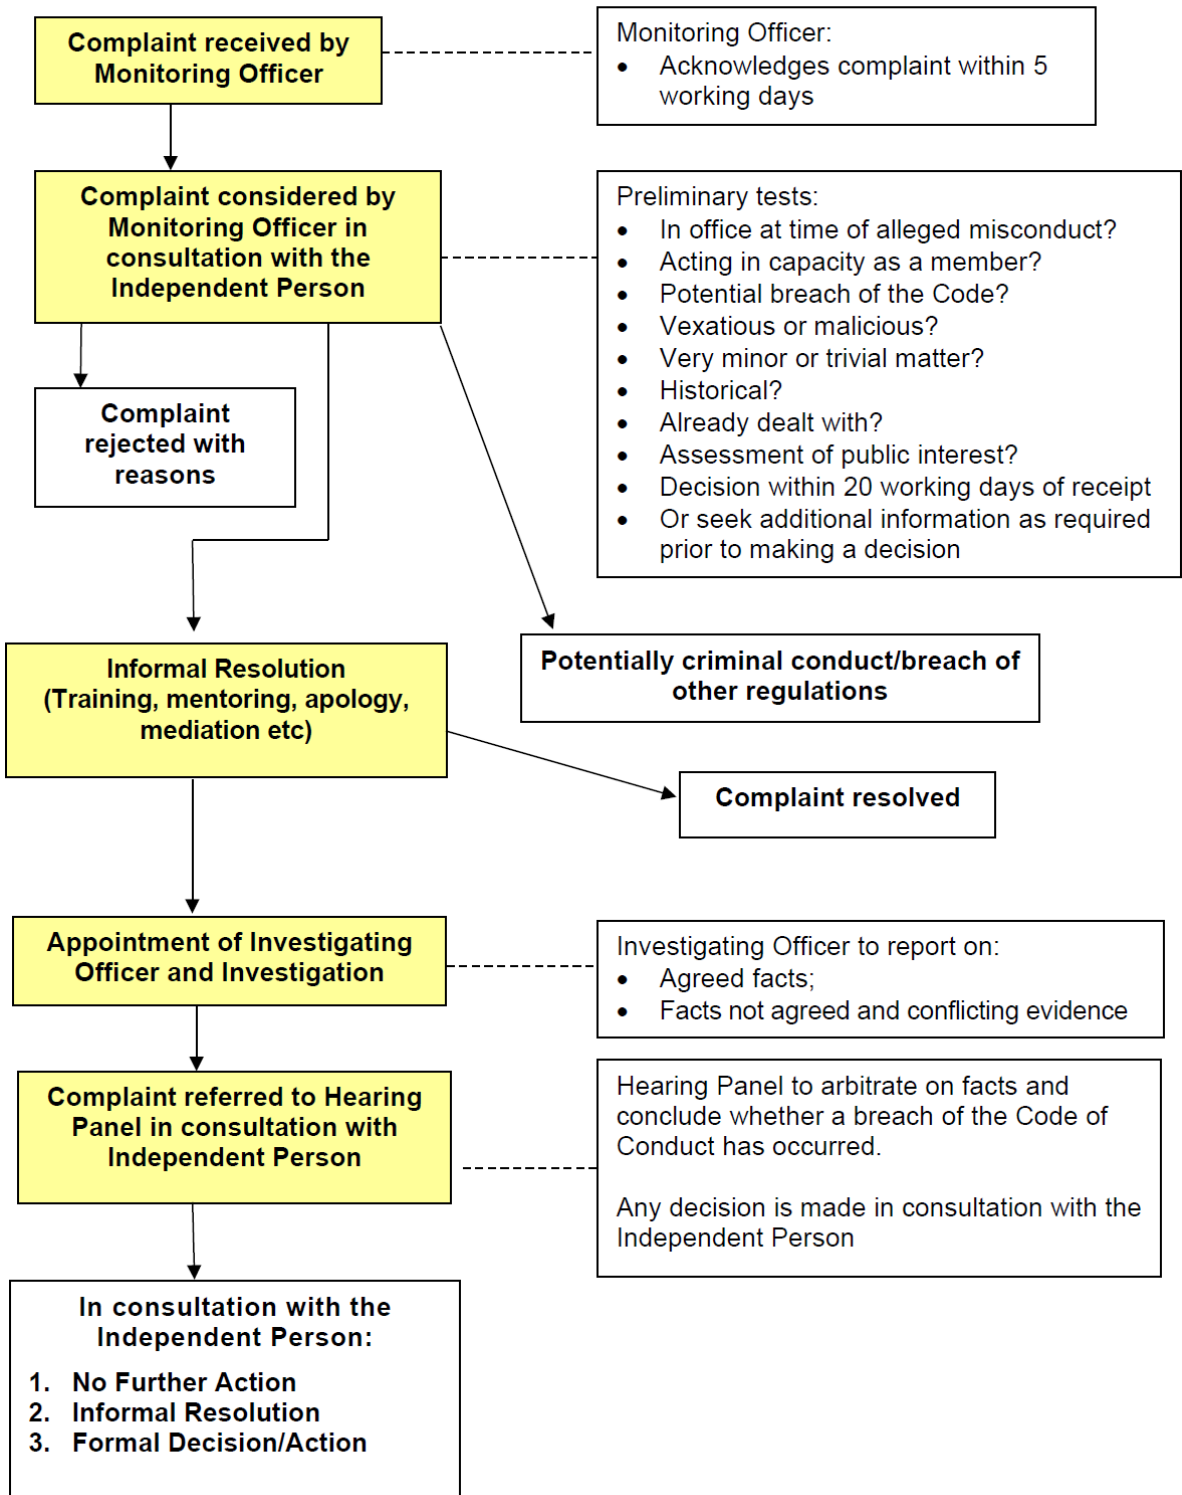 Complaint received by
Monitoring Officer
Monitoring Officer:
• Acknowledges complaint within 5
working days
Complaint considered by
Monitoring Officer in
consultation with the
Independent Person
Preliminary tests:
• In office at time of alleged misconduct?
• Acting in capacity as a member?
• Potential breach of the Code?
• Vexatious or malicious?
• Very minor or trivial matter?
• Historical?
• Already dealt with?
• Assessment of public interest?
• Decision within 20 working days of receipt
• Or seek additional information as required
prior to making a decision
Complaint
rejected with
reasons
Potentially criminal conduct/breach of
other regulations
Informal Resolution
(Training, mentoring, apology,
mediation etc)
Complaint resolved
Appointment of Investigating
Officer and Investigation
Investigating Officer to report on:
• Agreed facts;
• Facts not agreed and conflicting evidence
Complaint referred to Hearing
Panel in consultation with
Independent Person
Hearing Panel to arbitrate on facts and
conclude whether a breach of the Code of
Conduct has occurred.
Any decision is made in consultation with the
Independent Person
In consultation with the
Independent Person:
1. No Further Action
2. Informal Resolution
3. Formal Decision/Action